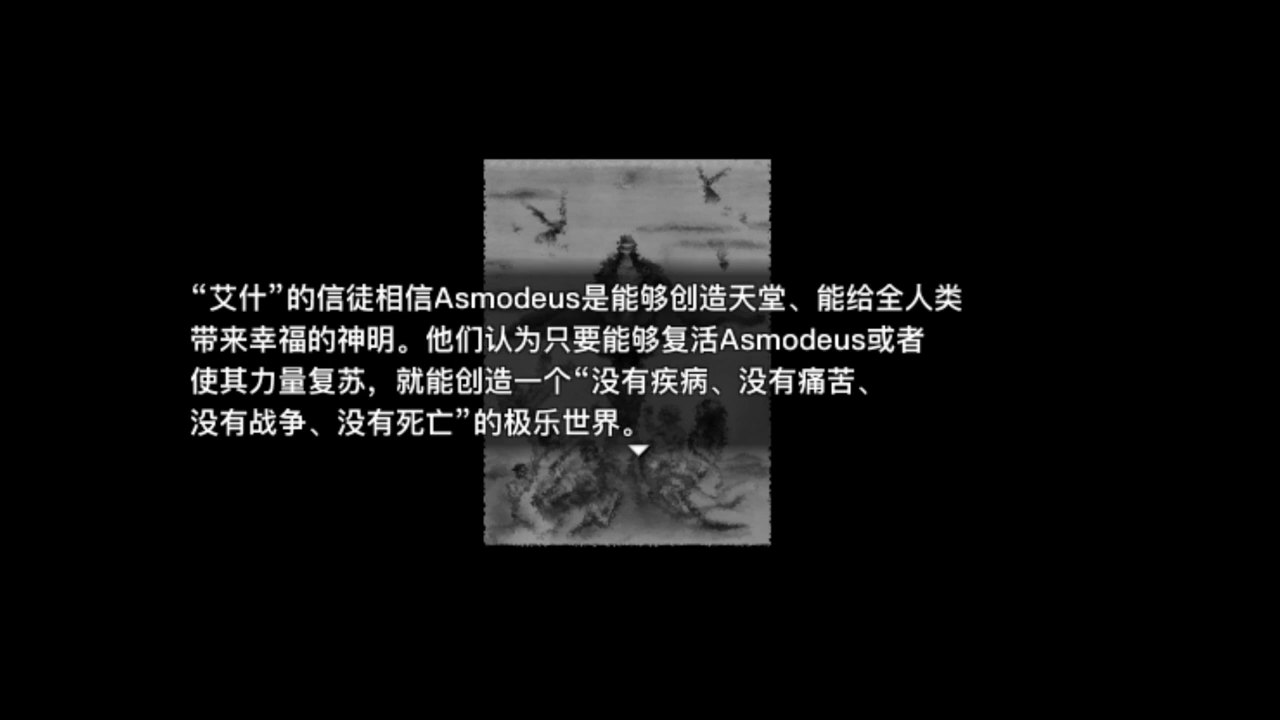 “艾什”的信徒相信Asmodeus是能够创造天堂、能给全人类
带来幸福的神明。他们认为只要能够复活Asmodeus或者
使其力量复苏，就能创造一个“没有疾病、没有痛苦、
没有战争、没有死亡”的极乐世界。